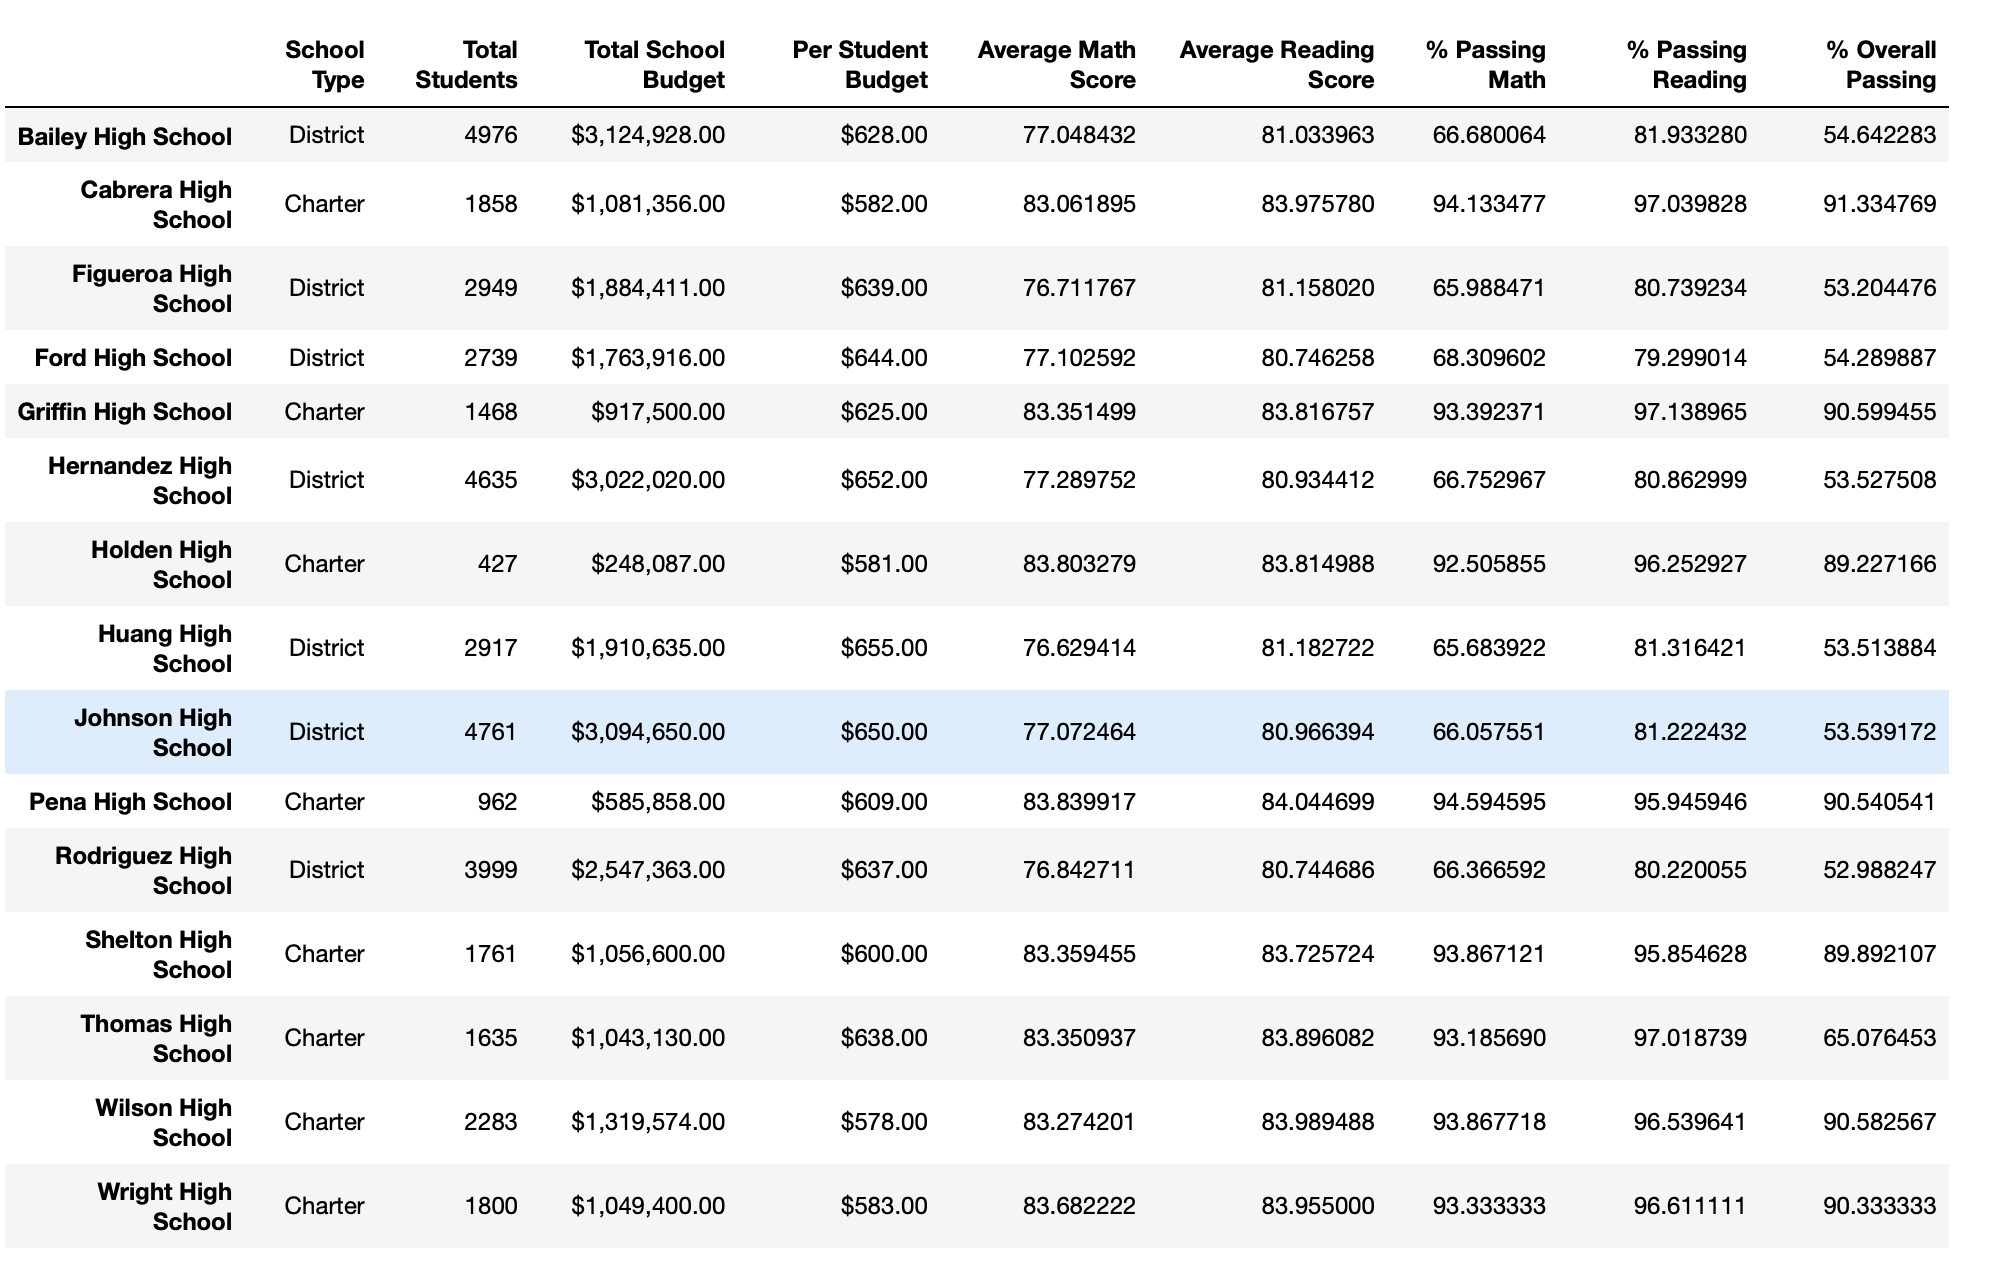 School Type Total Students Total School Budget Per Student Budget Average Math Score Average Reading Score % Passing Math % Passing Reading % Overall Passing
Bailey High School District 4976 $3,124,928.00 $628.00 77.048432 81.033963 66.680064 81.933280 54.642283
Cabrera High School Charter 1858 $1,081,356.00 $582.00 83.061895 83.975780 94.133477 97.039828 91.334769
Figueroa High School District 2949 $1,884,411.00 $639.00 76.711767 81.158020 65.988471 80.739234 53.204476
Ford High School District 2739 $1,763,916.00 $644.00 77.102592 80.746258 68.309602 79.299014 54.289887
Griffin High School Charter 1468 $917,500.00 $625.00 83.351499 83.816757 93.392371 97.138965 90.599455
Hernandez High School District 4635 $3,022,020.00 $652.00 77.289752 80.934412 66.752967 80.862999 53.527508
Holden High School Charter 427 $248,087.00 $581.00 83.803279 83.814988 92.505855 96.252927 89.227166
Huang High School District 2917 $1,910,635.00 $655.00 76.629414 81.182722 65.683922 81.316421 53.513884
Johnson High School District 4761 $3,094,650.00 $650.00 77.072464 80.966394 66.057551 81.222432 53.539172
Pena High School Charter 962 $585,858.00 $609.00 83.839917 84.044699 94.594595 95.945946 90.540541
Rodriguez High School District 3999 $2,547,363.00 $637.00 76.842711 80.744686 66.366592 80.220055 52.988247
Shelton High School Charter 1761 $1,056,600.00 $600.00 83.359455 83.725724 93.867121 95.854628 89.892107
Thomas High School Charter 1635 $1,043,130.00 $638.00 83.350937 83.896082 93.185690 97.018739 65.076453
Wilson High School Charter 2283 $1,319,574.00 $578.00 83.274201 83.989488 93.867718 96.539641 90.582567
Wright High School Charter 1800 $1,049,400.00 $583.00 83.682222 83.955000 93.333333 96.611111 90.333333